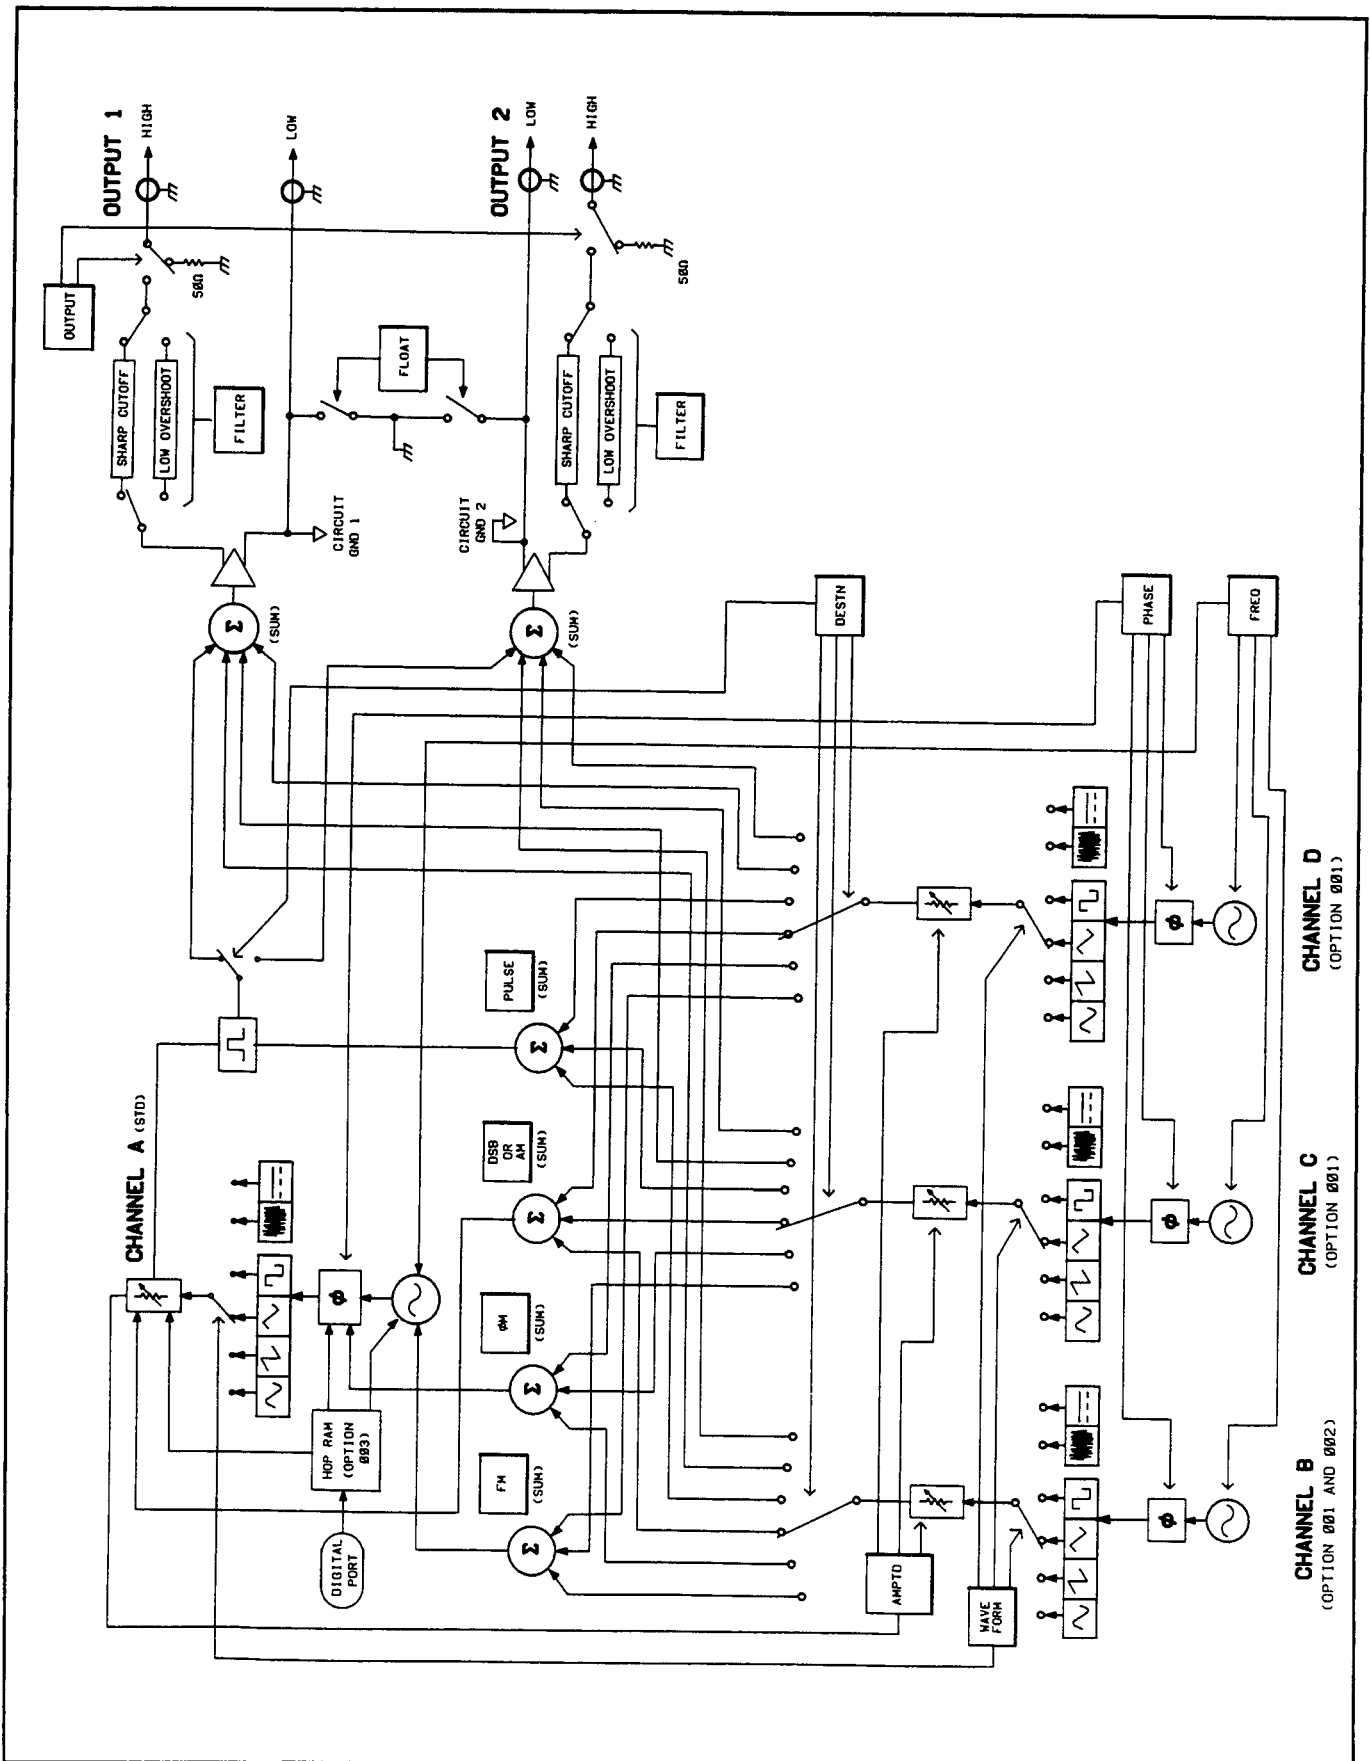 CHANNEL A (STD)
DIGITAL
PORT
HOP RAM
(OPTION
003)
ϕ
FM
(SUM)
Σ
ØM
(SUM)
Σ
DSB
OR
AM
(SUM)
Σ
PULSE
(SUM)
Σ
Σ
(SUM)
Σ
(SUM)
CIRCUIT
GND 1
CIRCUIT
GND 2
SHARP CUTOFF
LOW OVERSHOOT
FILTER
FLOAT
SHARP CUTOFF
LOW OVERSHOOT
FILTER
OUTPUT
50Ω
50Ω
OUTPUT 1
HIGH
LOW
OUTPUT 2
LOW
HIGH
AMPTD
WAVE
FORM
DESTN
PHASE
FREQ
ϕ
ϕ
ϕ
CHANNEL B
(OPTION 001 AND 002)
CHANNEL C
(OPTION 001)
CHANNEL D
(OPTION 001)